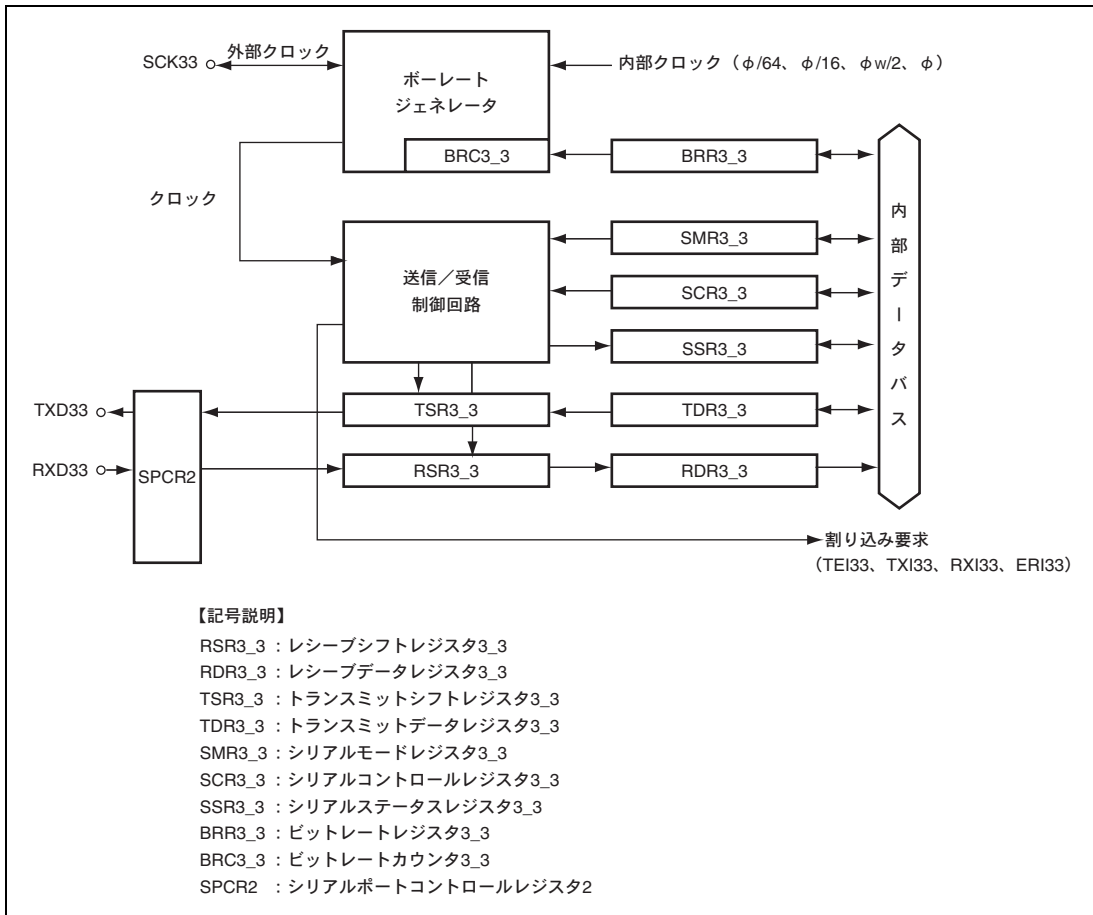 SCK33
外部クロック
ボーレート
ジェネレータ
内部クロック（φ/64、φ/16、φw/2、φ）
BRC3_3
BRR3_3
クロック
内部データバス
送信／受信
制御回路
SMR3_3
SCR3_3
SSR3_3
TXD33
TSR3_3
TDR3_3
RXD33
SPCR2
RSR3_3
RDR3_3
割り込み要求
（TEI33、TXI33、RXI33、ERI33）
【記号説明】
RSR3_3 : レシーブシフトレジスタ3_3
RDR3_3 : レシーブデータレジスタ3_3
TSR3_3 : トランスミットシフトレジスタ3_3
TDR3_3 : トランスミットデータレジスタ3_3
SMR3_3 : シリアルモードレジスタ3_3
SCR3_3 : シリアルコントロールレジスタ3_3
SSR3_3 : シリアルステータスレジスタ3_3
BRR3_3 : ビットレートレジスタ3_3
BRC3_3 : ビットレートカウンタ3_3
SPCR2 : シリアルポートコントロールレジスタ2